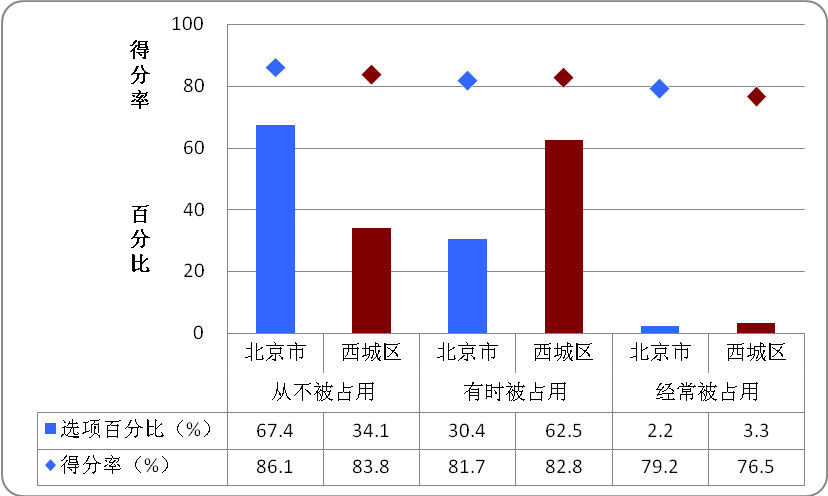 得分率
百分比
100
80
60
40
20
0
北京市 西城区 北京市 西城区 北京市 西城区
从不被占用 有时被占用 经常被占用
选项百分比（%） 67.4 34.1 30.4 62.5 2.2 3.3
得分率（%） 86.1 83.8 81.7 82.8 79.2 76.5